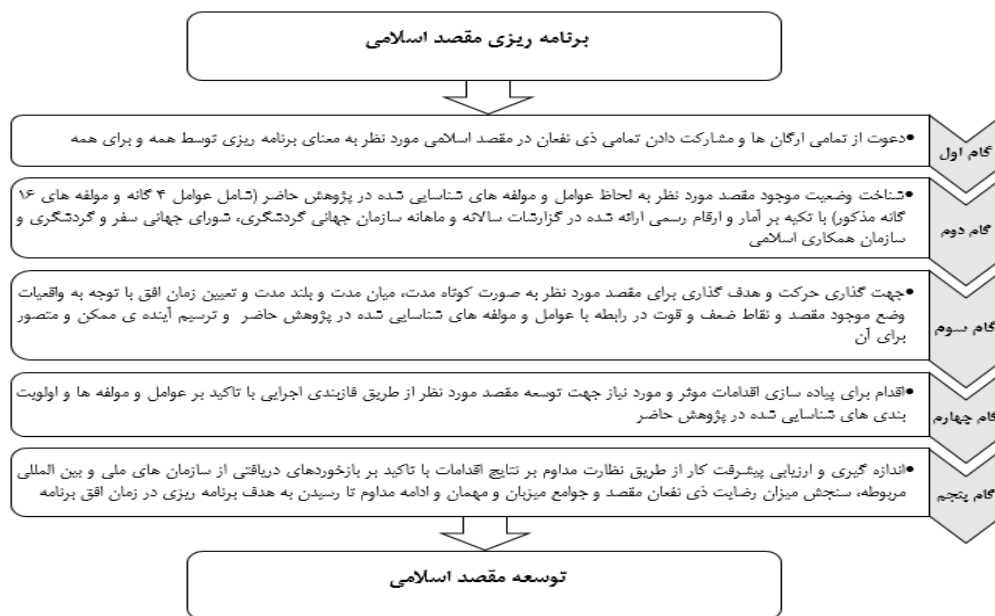 برنامه ریزی مقصد اسلامی
گام اول
•دعوت از تمامی ارگان ها و مشارکت دادن تمامی ذی نفعان در مقصد اسلامی مورد نظر به معنای برنامه ریزی توسط همه و برای همه
گام دوم
•شناخت وضعیت موجود مقصد مورد نظر به لحاظ عوامل و مولفه های شناسایی شده در پژوهش حاضر (شامل عوامل ۴ گانه و مولفه های ۱۶
گانه مذکور) با تکیه بر آمار و ارقام رسمی ارائه شده در گزارشات سالانه و ماهانه سازمان جهانی گردشگری، شورای جهانی سفر و گردشگری و
سازمان همکاری اسلامی
گام سوم
•جهت گذاری حرکت و هدف گذاری برای مقصد مورد نظر به صورت کوتاه مدت، میان مدت و بلند مدت و تعیین زمان افق با توجه به واقعیات
وضع موجود مقصد و نقاط ضعف و قوت در رابطه با عوامل و مولفه های شناسایی شده در پژوهش حاضر و ترسیم آینده ی ممکن و متصور
برای آن
گام چهارم
•اقدام برای پیاده سازی اقدامات موثر و مورد نیاز جهت توسعه مقصد مورد نظر از طریق فازبندی اجرایی با تاکید بر عوامل و مولفه ها و اولویت
بندی های شناسایی شده در پژوهش حاضر
گام پنجم
•اندازه گیری و ارزیابی پیشرفت کار از طریق نظارت مداوم بر نتایج اقدامات با تاکید بر بازخوردهای دریافتی از سازمان های ملی و بین المللی
مربوطه، سنجش میزان رضایت ذی نفعان مقصد و جوامع میزبان و مهمان و ادامه مداوم تا رسیدن به هدف برنامه ریزی در زمان افق برنامه
توسعه مقصد اسلامی